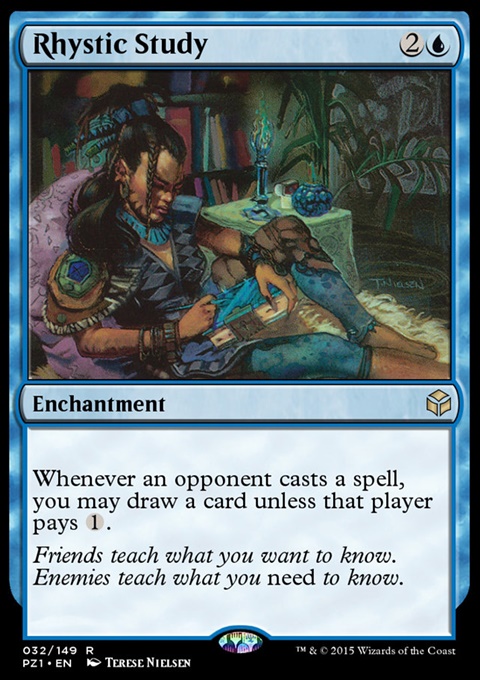 Rhystic Study 2
T. NIELSEN
Enchantment
Whenever an opponent casts a spell,
you may draw a card unless that player
pays 1.
Friends teach what you want to know.
Enemies teach what you need to know.
032/149 R
PZ1 • EN TERESE NIELSEN
™ & © 2015 Wizards of the Coast